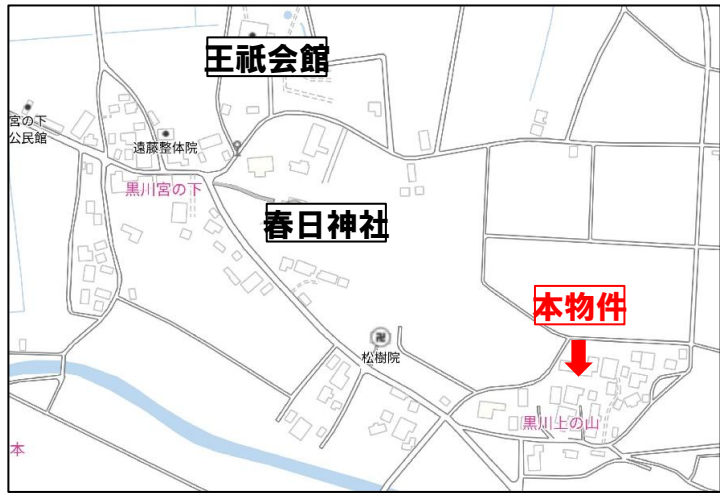 王祇会館
宮の下
公民館
遠藤整体院
黒川宮の下
春日神社
本物件
松樹院
黒川上の山
本